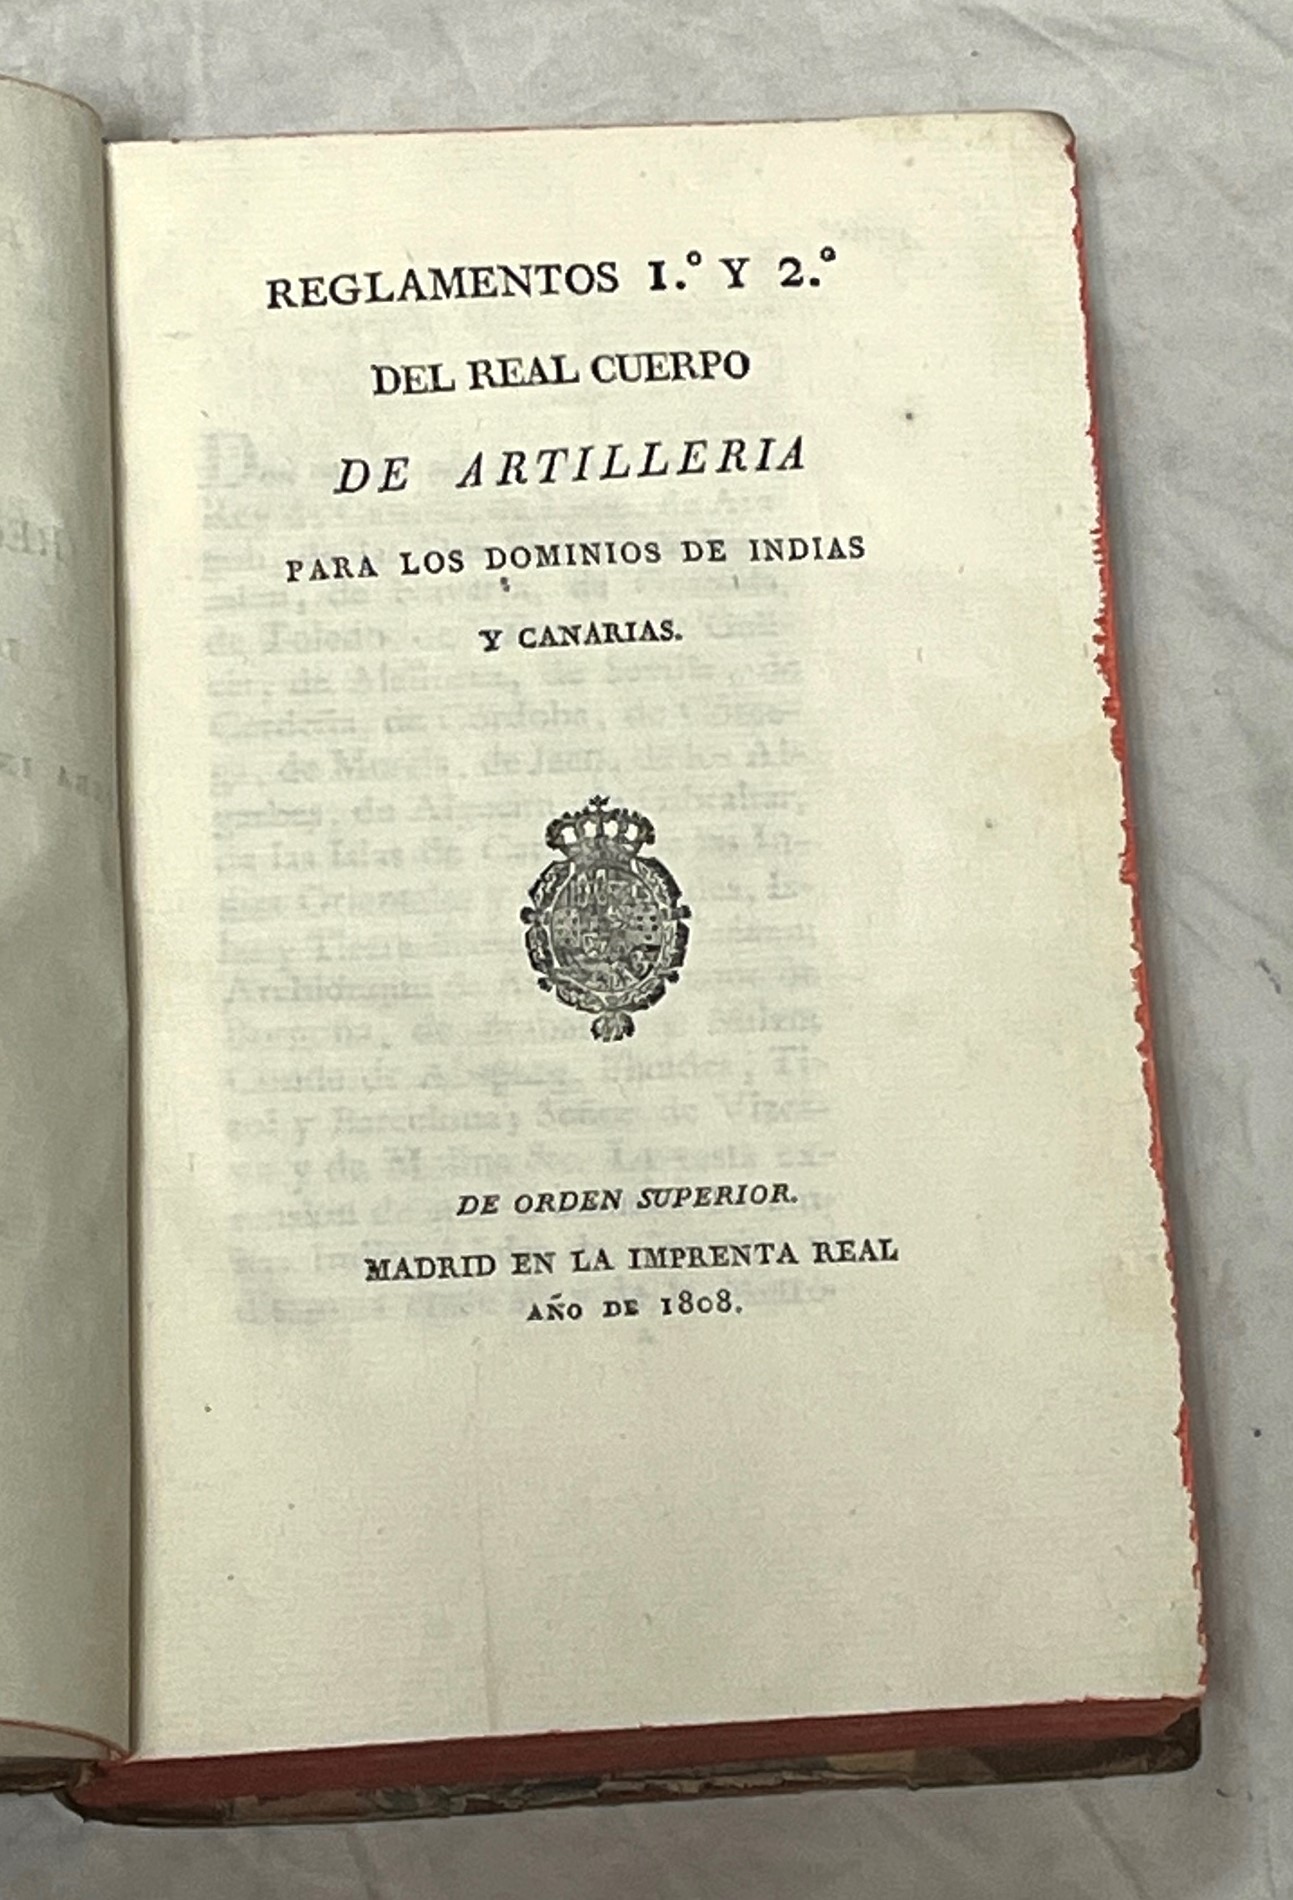 REGLAMENTOS 1.º Y 2.º
DEL REAL CUERPO
DE ARTILLERIA
PARA LOS DOMINIOS DE INDIAS
Y CANARIAS.
DE ORDEN SUPERIOR.
MADRID EN LA IMPRENTA REAL
AÑO DE 1808.